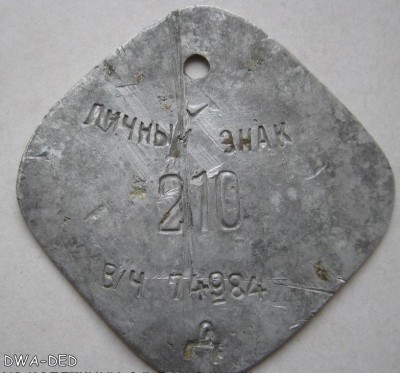 ЛИЧНЫЙ ЗНАК
210
В/Ч 74984
Д
DWA-DED